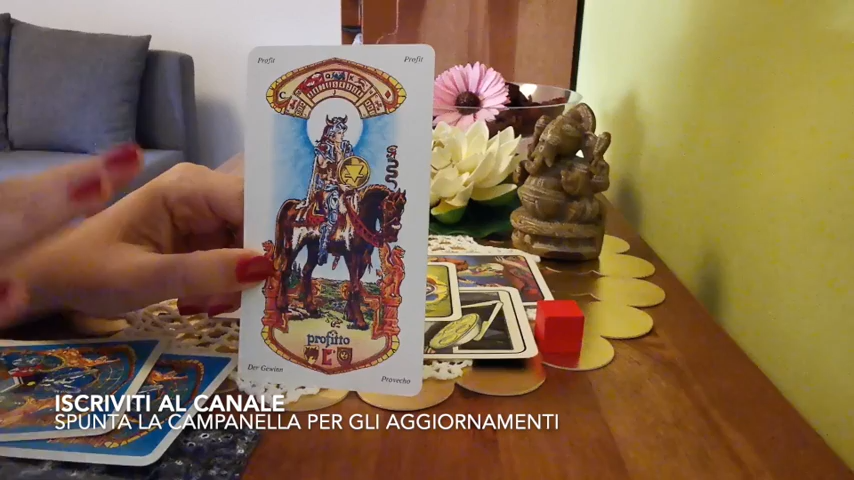 Profit Profit
C
profitto
E
Der Gewinn Provecho
ISCRIVITI AL CANALE
SPUNTA LA CAMPANELLA PER GLI AGGIORNAMENTI